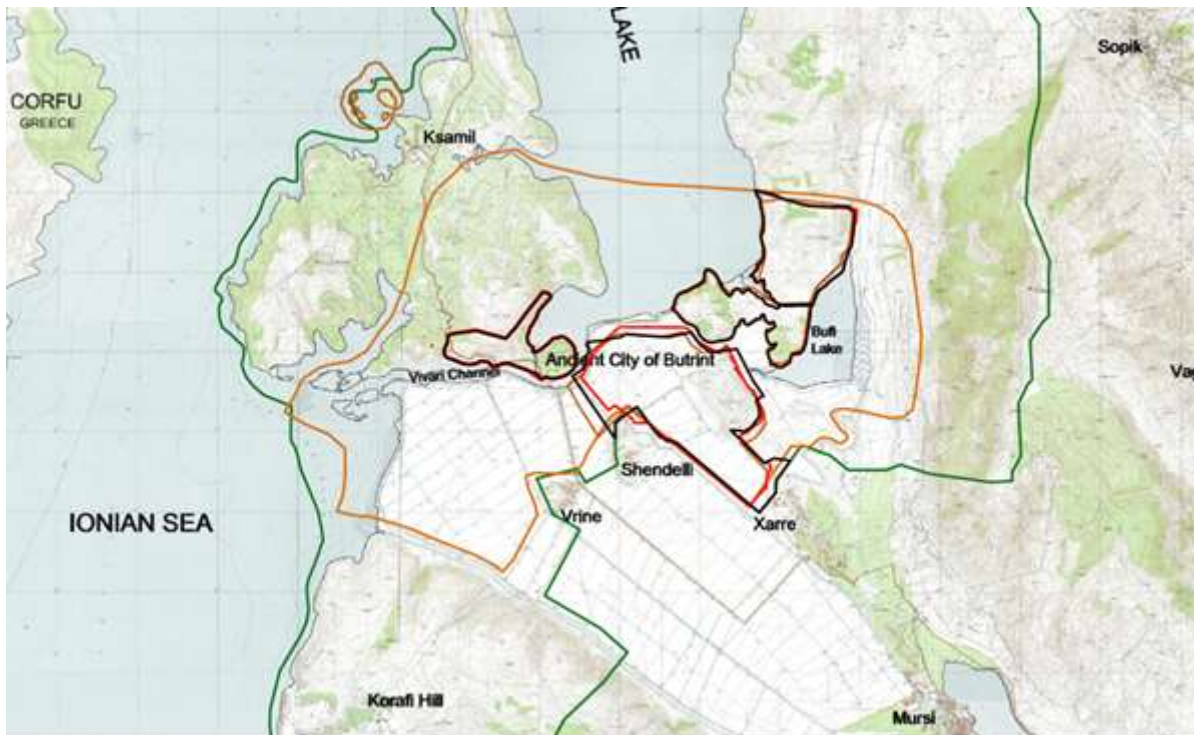 LAKE
Sopik
CORFU
GREECE
Ksamil
Bufi
Lake
Ancient City of Butrint
Vivari Channel
Shendelli
Vrine
Xarre
IONIAN SEA
Korafi Hill
Mursi